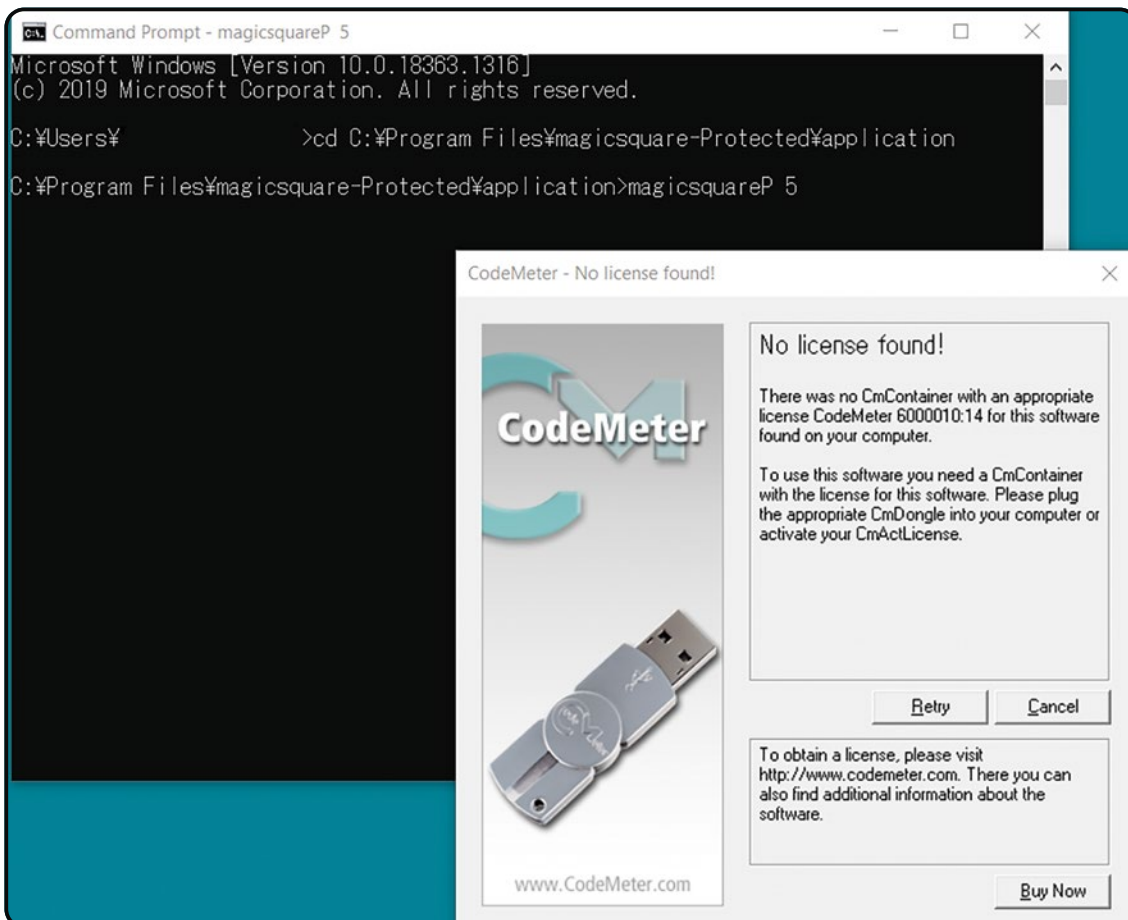 Command Prompt - magicsquareP 5
Microsoft Windows [Version 10.0.18363.1316]
(c) 2019 Microsoft Corporation. All rights reserved.
C:¥Users¥ >cd C:¥Program Files¥magicsquare-Protected¥application
C:¥Program Files¥magicsquare-Protected¥application>magicsquareP 5
CodeMeter - No license found!
CodeMeter
www.CodeMeter.com
No license found!
There was no CmContainer with an appropriate
license CodeMeter 6000010:14 for this software
found on your computer.
To use this software you need a CmContainer
with the license for this software. Please plug
the appropriate CmDongle into your computer or
activate your CmActLicense.
Retry Cancel
To obtain a license, please visit
http://www.codemeter.com. There you can
also find additional information about the
software.
Buy Now